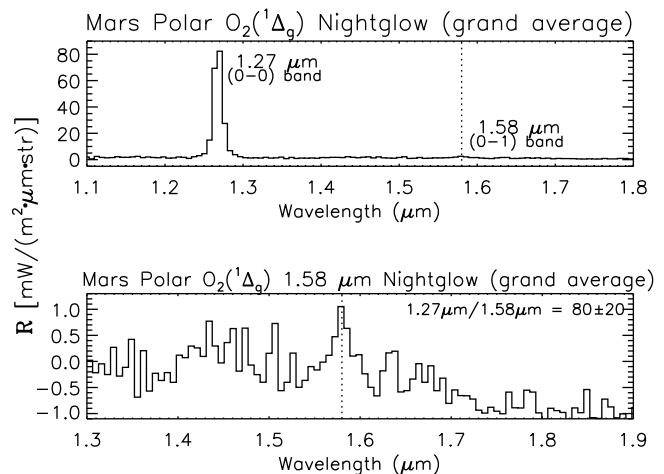 Mars Polar O₂(¹Δg) Nightglow (grand average)
80
60
40
20
0
1.27 μm
(0-0) band
1.58 μm
(0-1) band
1.1 1.2 1.3 1.4 1.5 1.6 1.7 1.8
Wavelength (μm)
R [mW/(m²·μm·str)]
Mars Polar O₂(¹Δg) 1.58 μm Nightglow (grand average)
1.27μm/1.58μm = 80±20
1.0
0.5
0.0
-0.5
-1.0
1.3 1.4 1.5 1.6 1.7 1.8 1.9
Wavelength (μm)